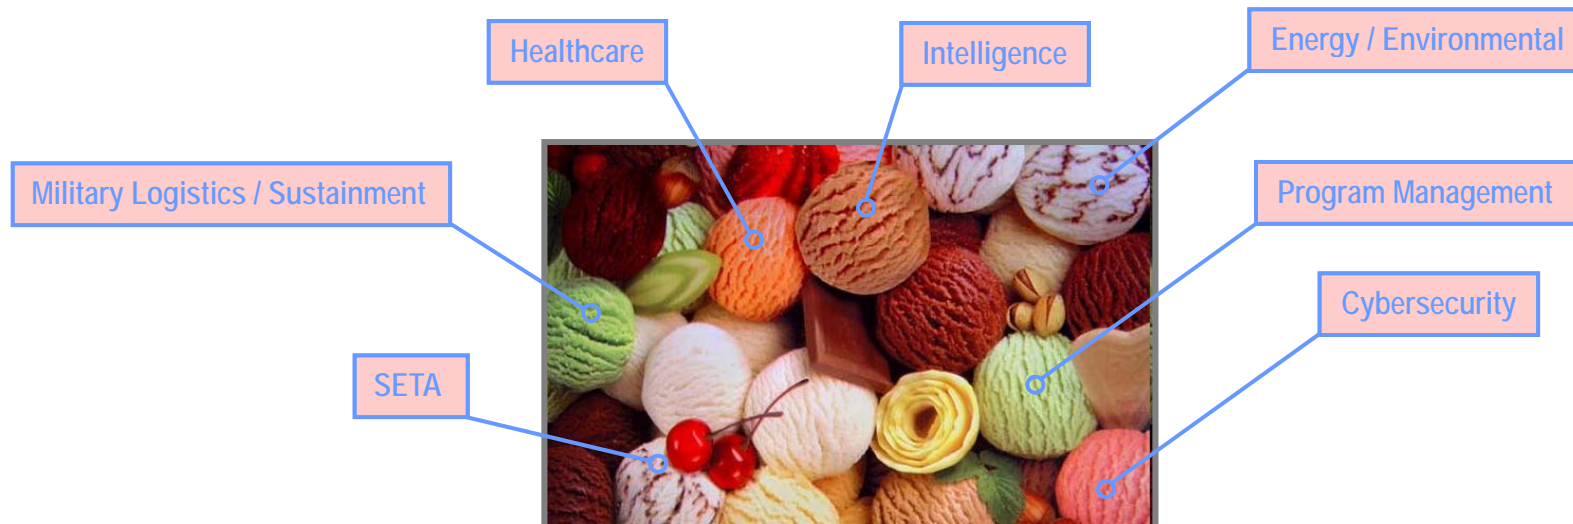 Healthcare
Intelligence
Energy / Environmental
Military Logistics / Sustainment
Program Management
Cybersecurity
SETA